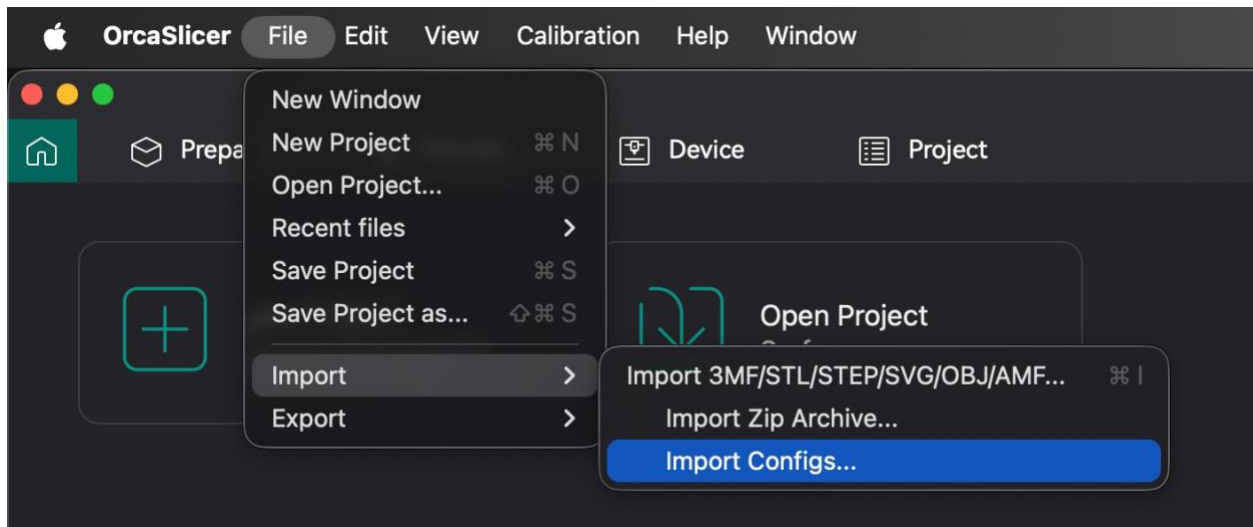 OrcaSlicer File Edit View Calibration Help Window
New Window
Prepa
New Project ⌘ N
Device
Project
Open Project... ⌘ O
Recent files
Save Project ⌘ S
Save Project as... ⇧⌘ S
Open Project
Import
Import 3MF/STL/STEP/SVG/OBJ/AMF... ⌘ I
Export
Import Zip Archive...
Import Configs...